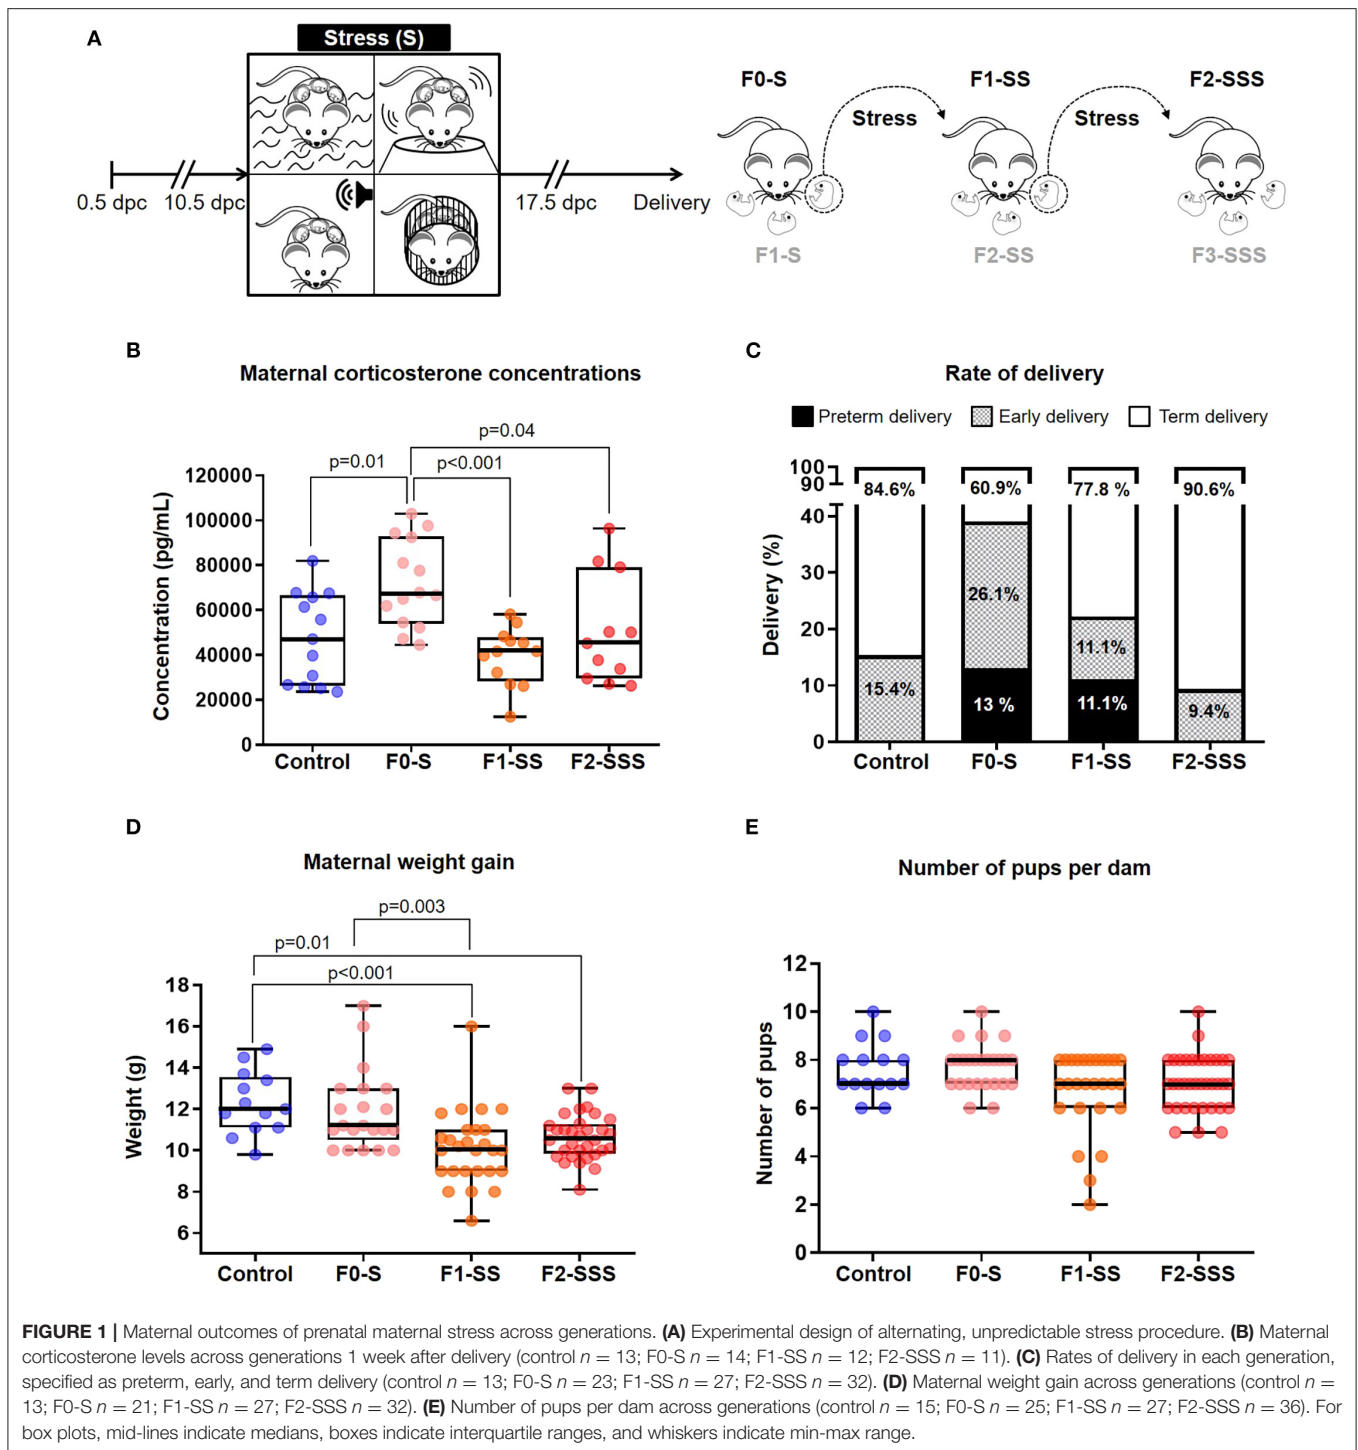 A
Stress (S)
0.5 dpc
10.5 dpc
17.5 dpc
Delivery
F0-S
F1-SS
F2-SSS
Stress
Stress
F1-S
F2-SS
F3-SSS
B
Maternal corticosterone concentrations
p=0.04
p=0.01
p<0.001
Concentration (pg/mL)
120000
100000
80000
60000
40000
20000
0
Control
F0-S
F1-SS
F2-SSS
C
Rate of delivery
Preterm delivery
Early delivery
Term delivery
Delivery (%)
100
90
40
30
20
10
0
84.6%
60.9%
77.8 %
90.6%
15.4%
26.1%
13 %
11.1%
11.1%
9.4%
Control
F0-S
F1-SS
F2-SSS
D
Maternal weight gain
p=0.003
p=0.01
p<0.001
Weight (g)
18
16
14
12
10
8
6
Control
F0-S
F1-SS
F2-SSS
E
Number of pups per dam
Number of pups
12
10
8
6
4
2
0
Control
F0-S
F1-SS
F2-SSS
FIGURE 1 | Maternal outcomes of prenatal maternal stress across generations. (A) Experimental design of alternating, unpredictable stress procedure. (B) Maternal
corticosterone levels across generations 1 week after delivery (control n = 13; F0-S n = 14; F1-SS n = 12; F2-SSS n = 11). (C) Rates of delivery in each generation,
specified as preterm, early, and term delivery (control n = 13; F0-S n = 23; F1-SS n = 27; F2-SSS n = 32). (D) Maternal weight gain across generations (control n =
13; F0-S n = 21; F1-SS n = 27; F2-SSS n = 32). (E) Number of pups per dam across generations (control n = 15; F0-S n = 25; F1-SS n = 27; F2-SSS n = 36). For
box plots, mid-lines indicate medians, boxes indicate interquartile ranges, and whiskers indicate min-max range.